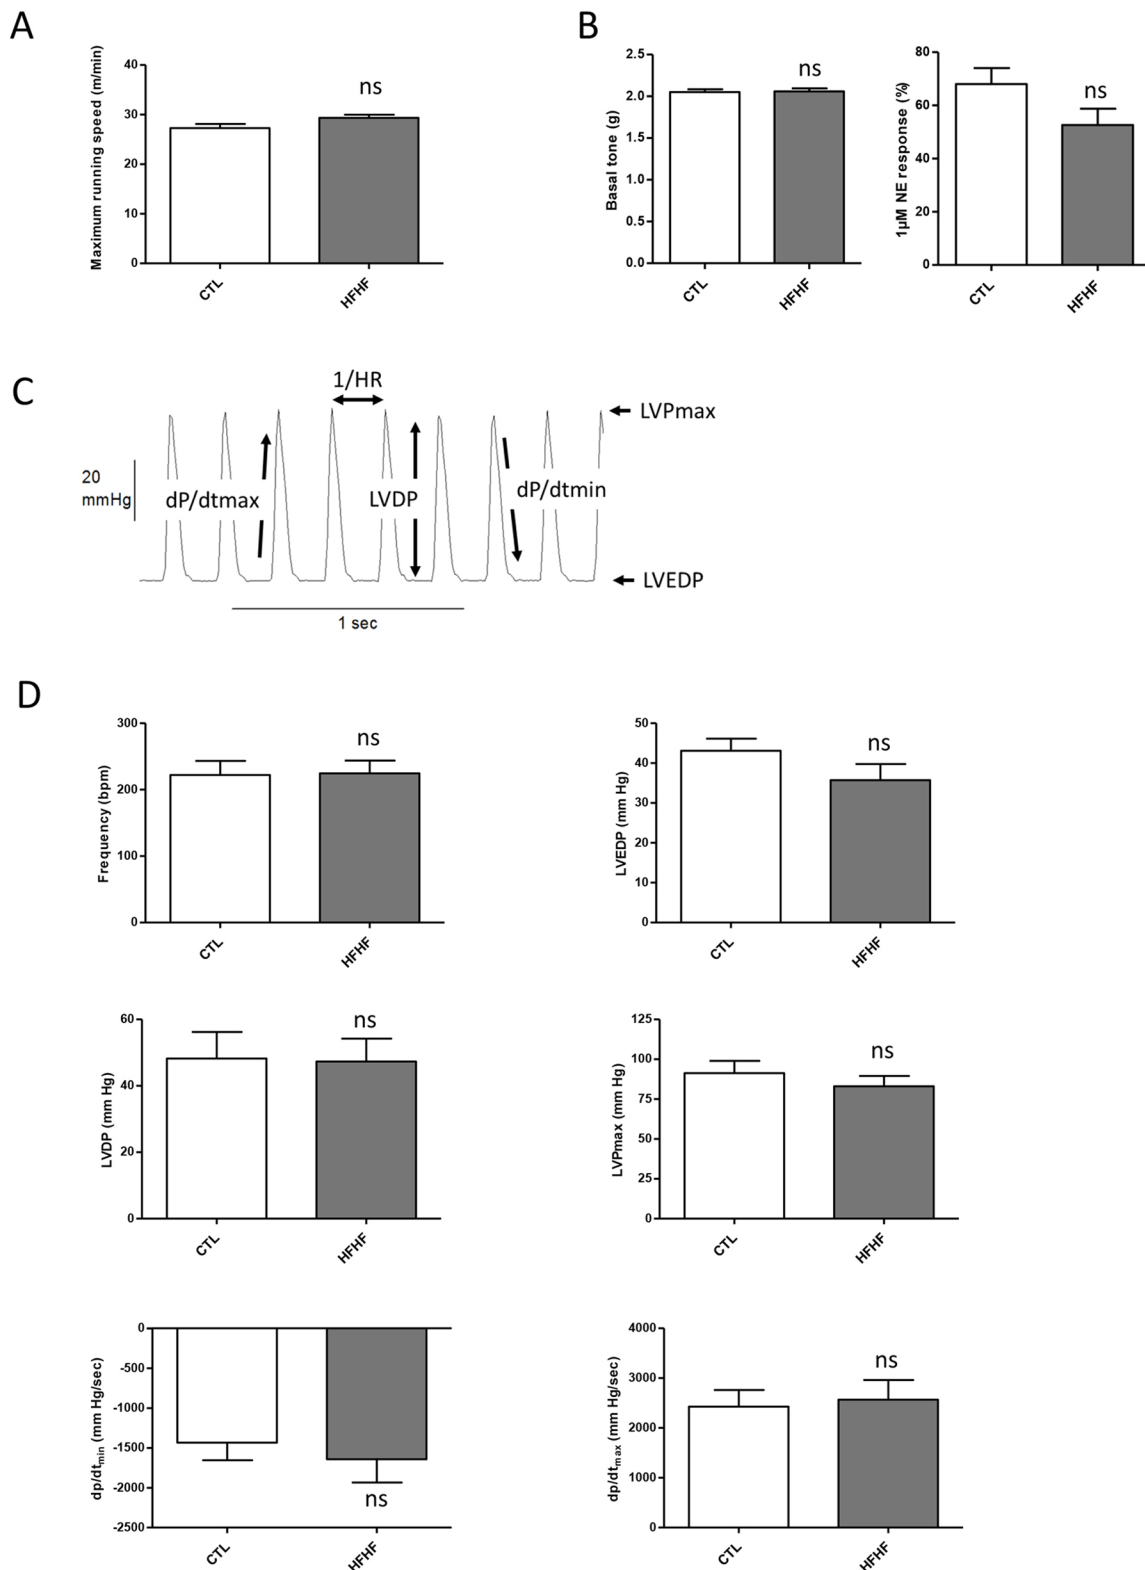 A
Maximum running speed (m/min)
40
30
20
10
0
ns
CTL
HFHF
B
Basal tone (g)
2.5
2.0
1.5
1.0
0.5
0.0
ns
CTL
HFHF
1µM NE response (%)
80
60
40
20
0
ns
CTL
HFHF
C
1/HR
LVPmax
20
mmHg
dP/dtmax
LVDP
dP/dtmin
LVEDP
1 sec
D
Frequency (bpm)
300
200
100
0
ns
CTL
HFHF
LVEDP (mm Hg)
50
40
30
20
10
0
ns
CTL
HFHF
LVDP (mm Hg)
60
40
20
0
ns
CTL
HFHF
LVPmax (mm Hg)
125
100
75
50
25
0
ns
CTL
HFHF
dp/dtmin (mm Hg/sec)
0
-500
-1000
-1500
-2000
-2500
ns
CTL
HFHF
dp/dtmax (mm Hg/sec)
4000
3000
2000
1000
0
ns
CTL
HFHF